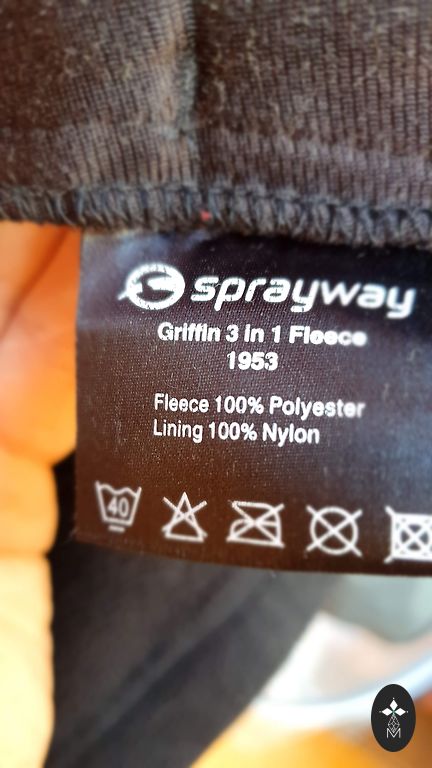 sprayway
Griffin 3 in 1 Fleece
1953
Fleece 100% Polyester
Lining 100% Nylon
40
M